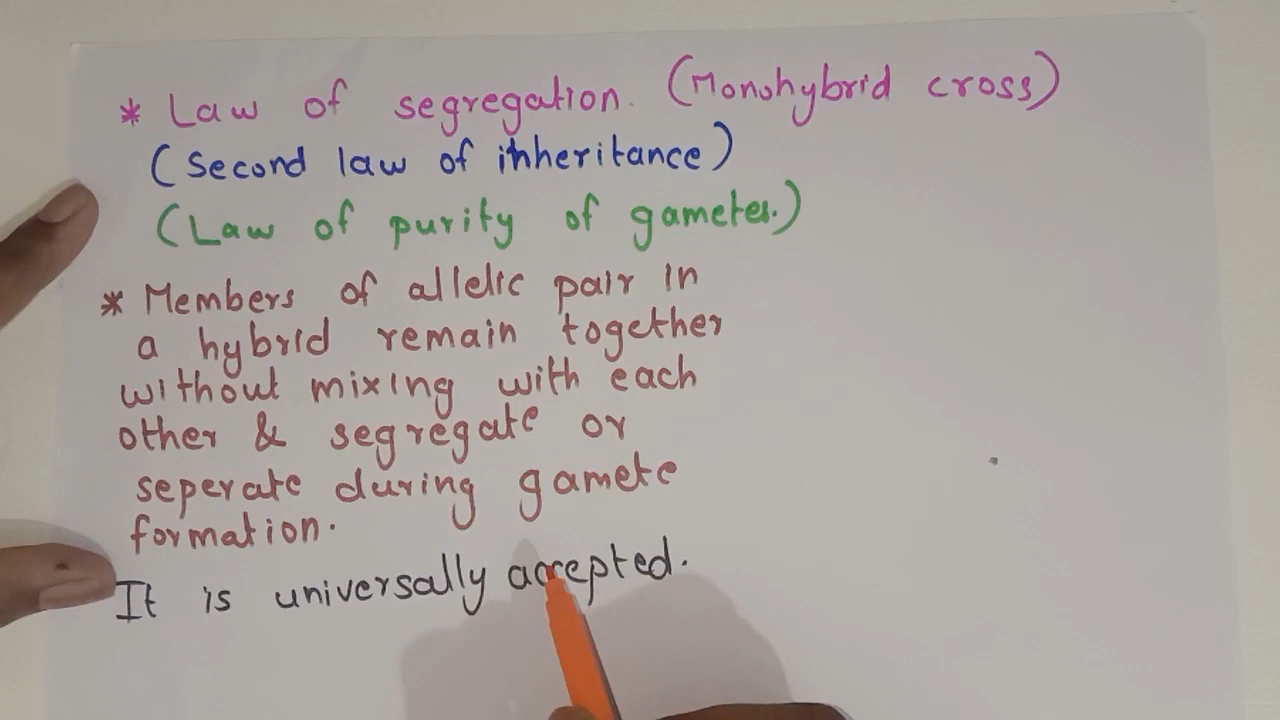 * Law of segregation. (Monohybrid cross)
(Second law of inheritance)
(Law of purity of gametes.)
* Members of allelic pair in
a hybrid remain together
without mixing with each
other & segregate or
seperate during gamete
formation.
It is universally accepted.